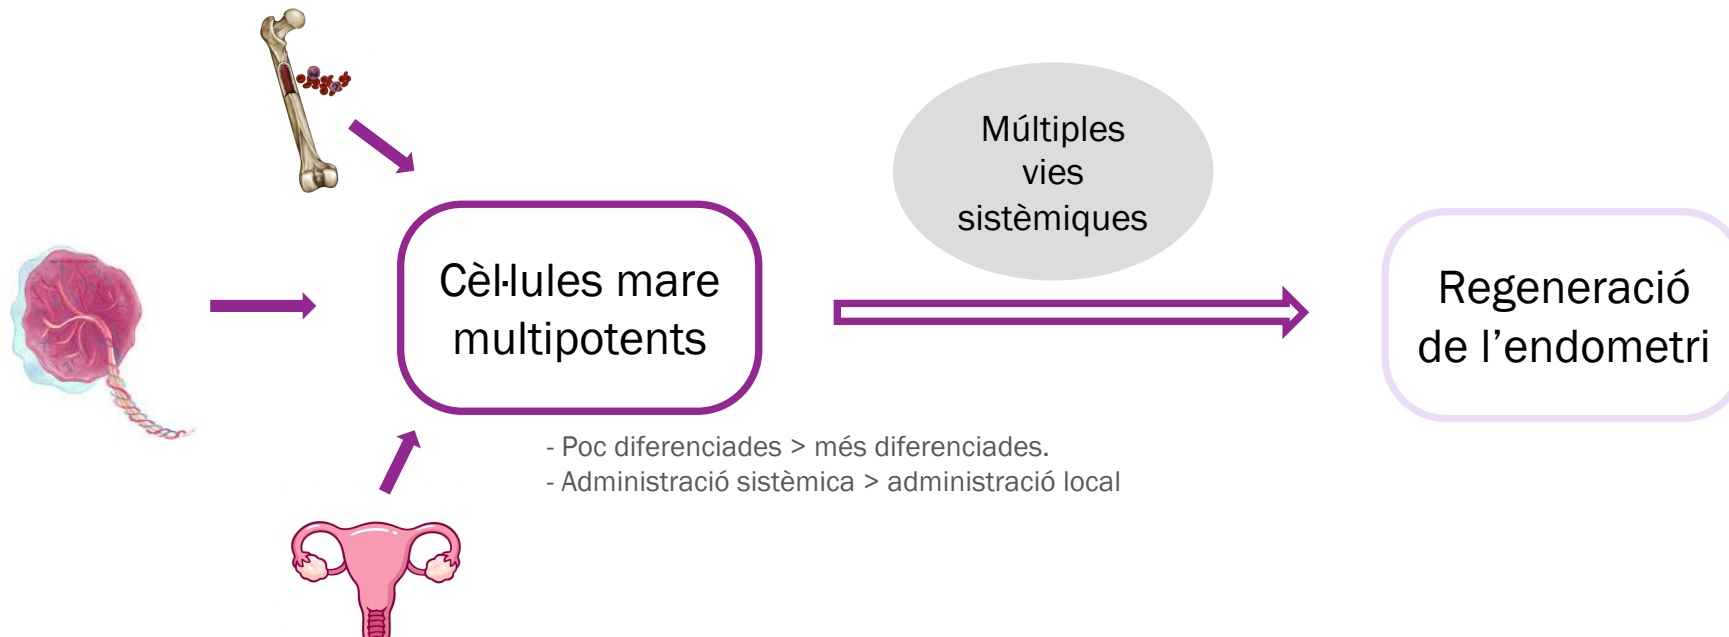 Múltiples
vies
sistèmiques
Cèl·lules mare
multipotents
Regeneració
de l’endometri
- Poc diferenciades > més diferenciades.
- Administració sistèmica > administració local